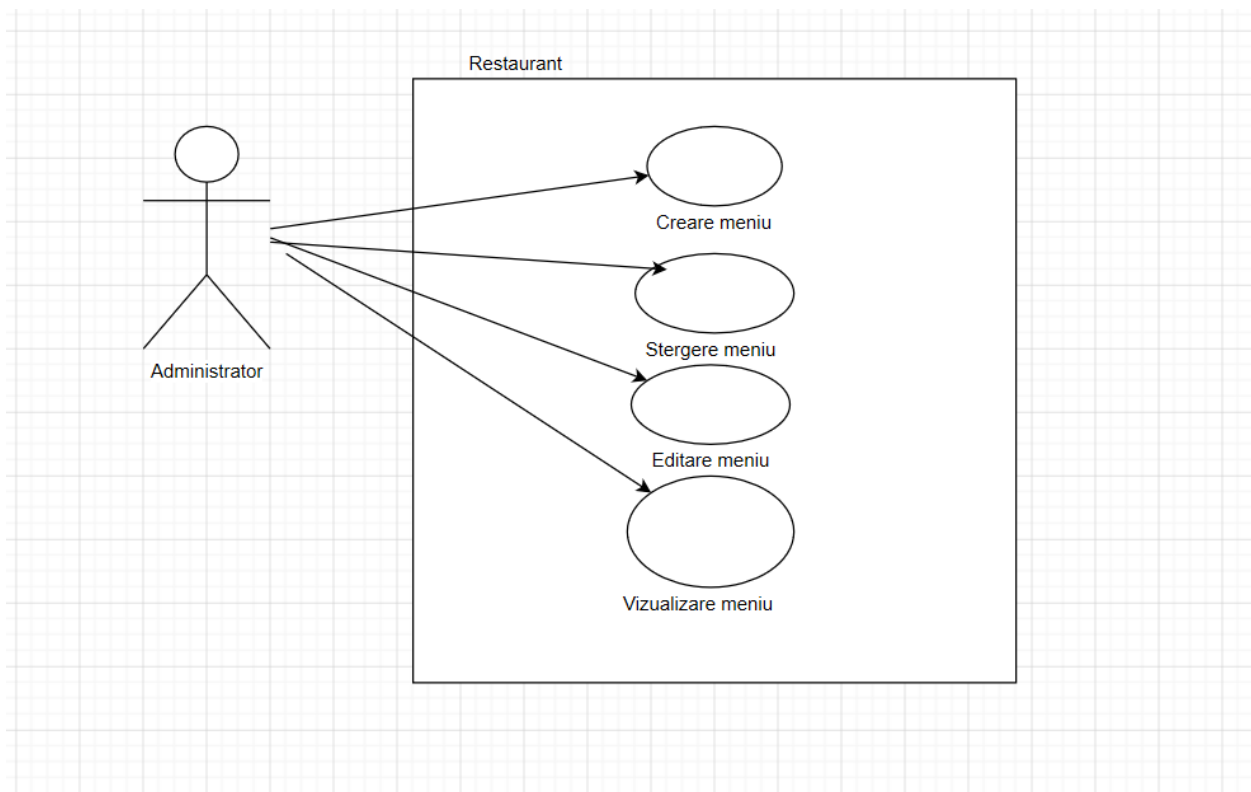 Restaurant
Creare meniu
Stergere meniu
Administrator
Editare meniu
Vizualizare meniu